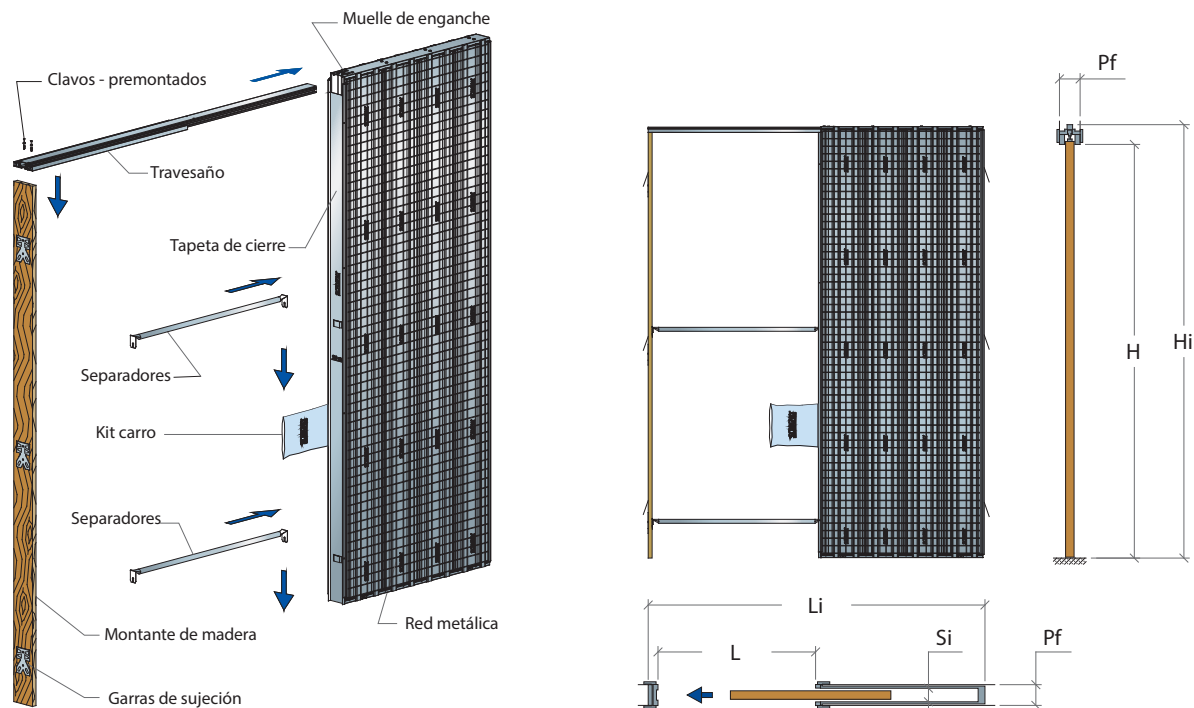 Muelle de enganche
Clavos - premontados
Travesaño
Tapeta de cierre
Separadores
Kit carro
Separadores
Montante de madera
Red metálica
Garras de sujeción
Pf
H
Hi
Li
L
Si
Pf